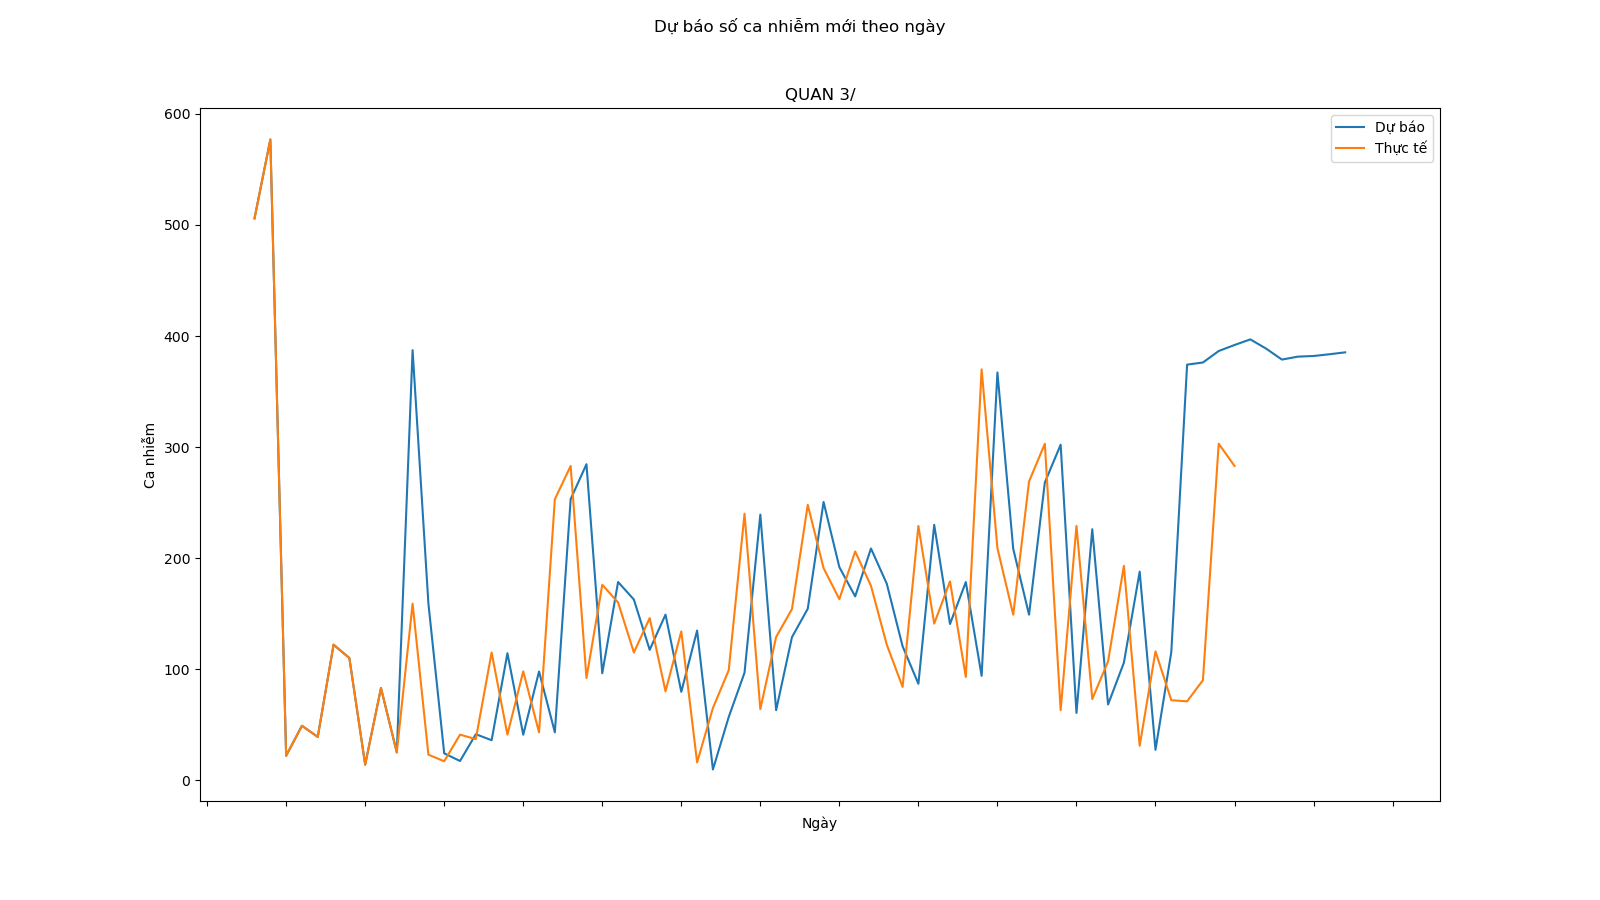 Dự báo số ca nhiễm mới theo ngày
QUAN 3/
Dự báo
Thực tế
600
500
400
300
200
100
0
Ca nhiễm
Ngày